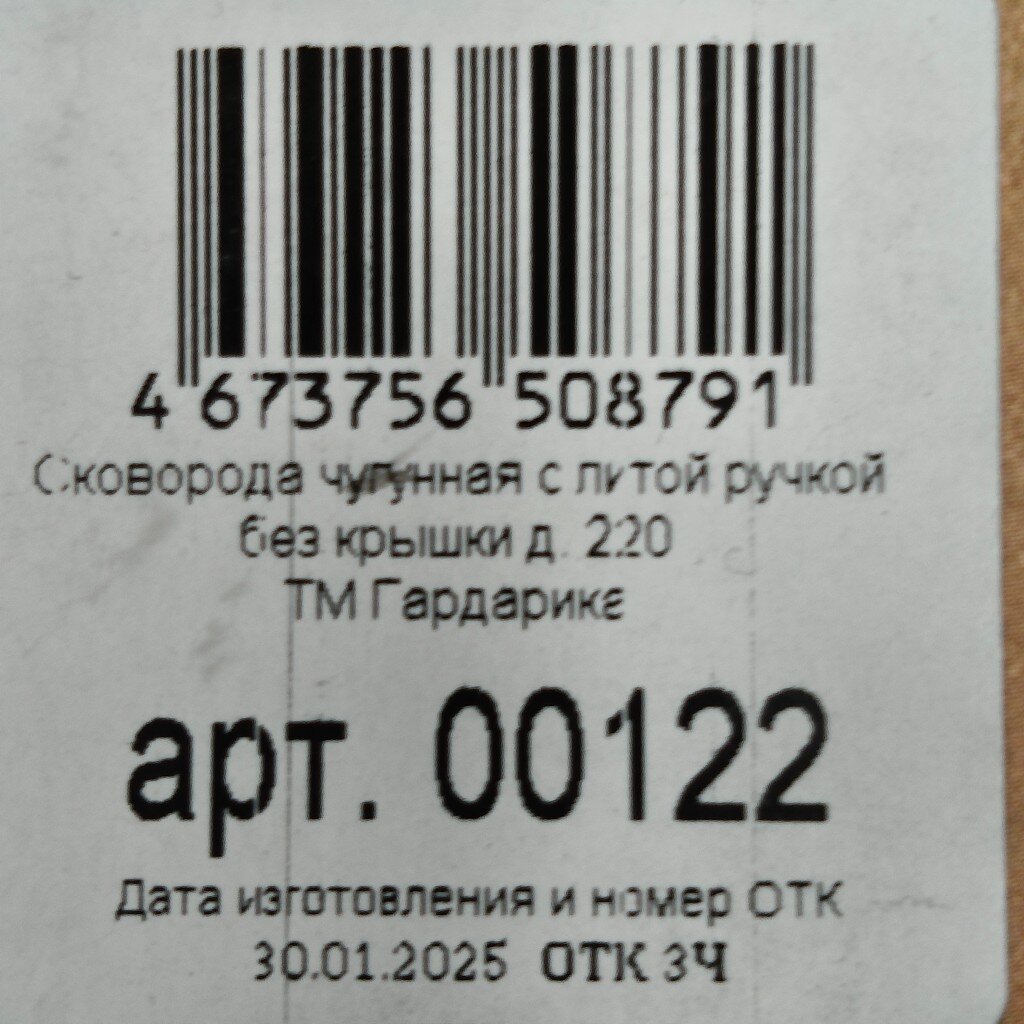 4 673756 508791
Сковорода чугунная с литой ручкой
без крышки д. 220
ТМ Гардарика
арт. 00122
Дата изготовления и номер ОТК
30.01.2025 ОТК 3Ч